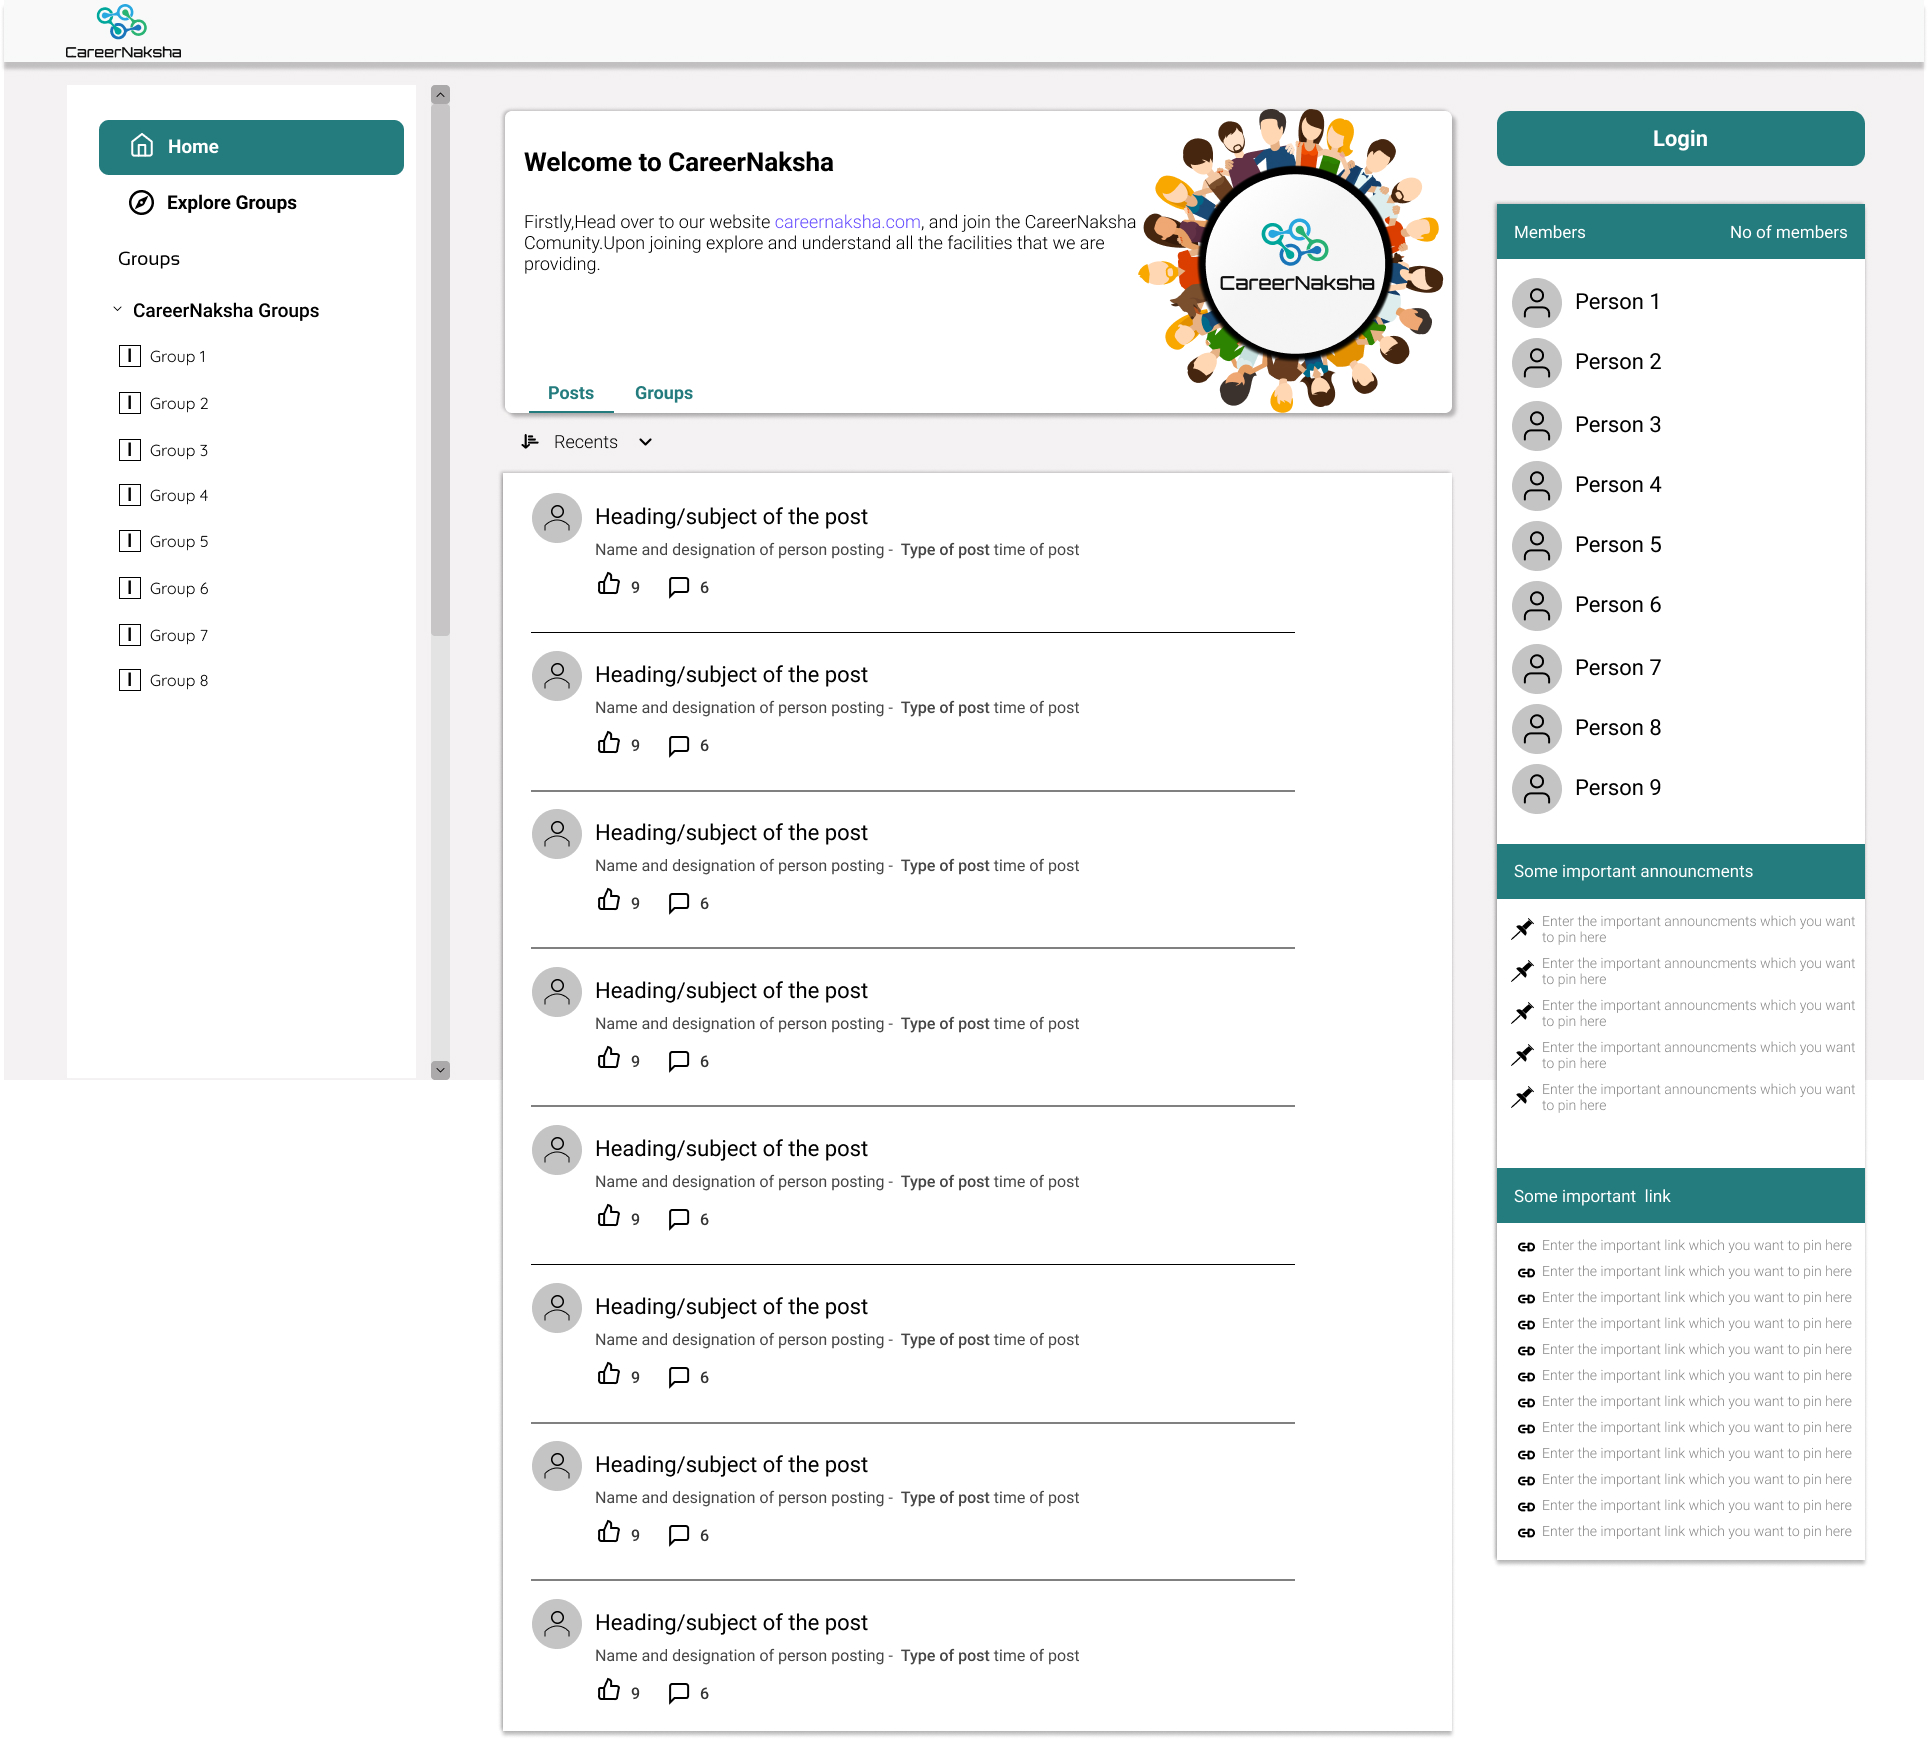 CareerNaksha
Home
Explore Groups
Groups
CareerNaksha Groups
Group 1
Group 2
Group 3
Group 4
Group 5
Group 6
Group 7
Group 8
Welcome to CareerNaksha
Firstly,Head over to our website careernaksha.com, and join the CareerNaksha
Comunity.Upon joining explore and understand all the facilities that we are
providing.
CareerNaksha
Posts Groups
Recents
Heading/subject of the post
Name and designation of person posting - Type of post time of post
9 6
Heading/subject of the post
Name and designation of person posting - Type of post time of post
9 6
Heading/subject of the post
Name and designation of person posting - Type of post time of post
9 6
Heading/subject of the post
Name and designation of person posting - Type of post time of post
9 6
Heading/subject of the post
Name and designation of person posting - Type of post time of post
9 6
Heading/subject of the post
Name and designation of person posting - Type of post time of post
9 6
Heading/subject of the post
Name and designation of person posting - Type of post time of post
9 6
Heading/subject of the post
Name and designation of person posting - Type of post time of post
9 6
Login
Members No of members
Person 1
Person 2
Person 3
Person 4
Person 5
Person 6
Person 7
Person 8
Person 9
Some important announcments
Enter the important announcments which you want
to pin here
Enter the important announcments which you want
to pin here
Enter the important announcments which you want
to pin here
Enter the important announcments which you want
to pin here
Enter the important announcments which you want
to pin here
Some important link
Enter the important link which you want to pin here
Enter the important link which you want to pin here
Enter the important link which you want to pin here
Enter the important link which you want to pin here
Enter the important link which you want to pin here
Enter the important link which you want to pin here
Enter the important link which you want to pin here
Enter the important link which you want to pin here
Enter the important link which you want to pin here
Enter the important link which you want to pin here
Enter the important link which you want to pin here
Enter the important link which you want to pin here